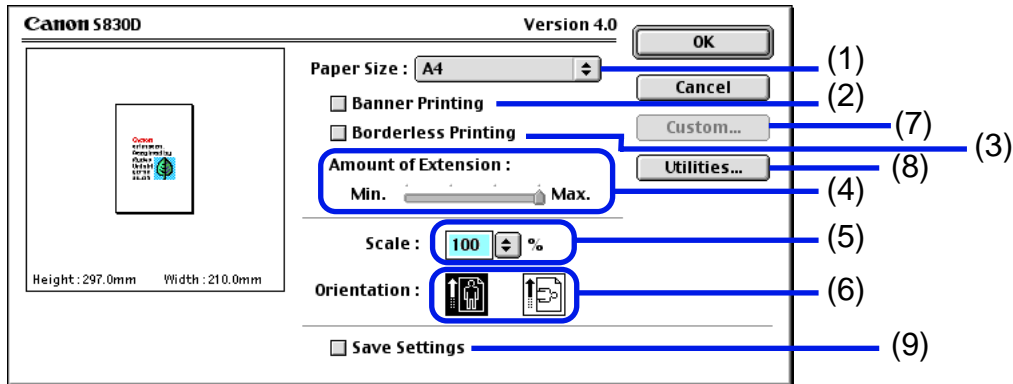 Canon S830D Version 4.0
OK
Paper Size : A4 (1)
Cancel
Banner Printing (2)
Borderless Printing Custom... (7)
(3)
Amount of Extension : Utilities... (8)
Min. Max. (4)
Scale : 100 % (5)
Height : 297.0mm Width : 210.0mm
Orientation : (6)
Save Settings (9)